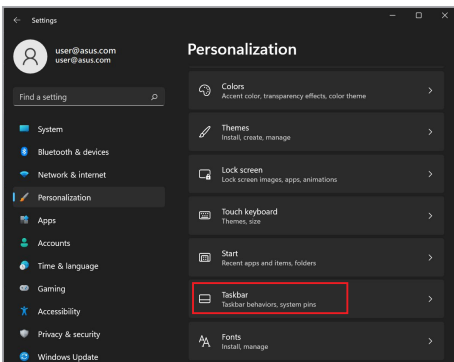 Settings
user@asus.com
user@asus.com
Find a setting
System
Bluetooth & devices
Network & internet
Personalization
Apps
Accounts
Time & language
Gaming
Accessibility
Privacy & security
Windows Update
Personalization
Colors
Accent color, transparency effects, color theme
Themes
Install, create, manage
Lock screen
Lock screen images, apps, animations
Touch keyboard
Themes, size
Start
Recent apps and items, folders
Taskbar
Taskbar behaviors, system pins
Fonts
Install, manage